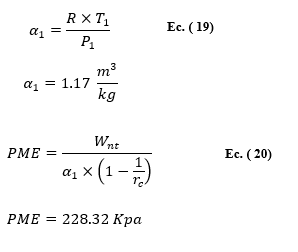 α₁ = (R × T₁) / P₁ Ec. ( 19)
α₁ = 1.17 m³/kg
PME = Wₙₜ / (α₁ × (1 − 1/r꜀)) Ec. ( 20)
PME = 228.32 Kpa